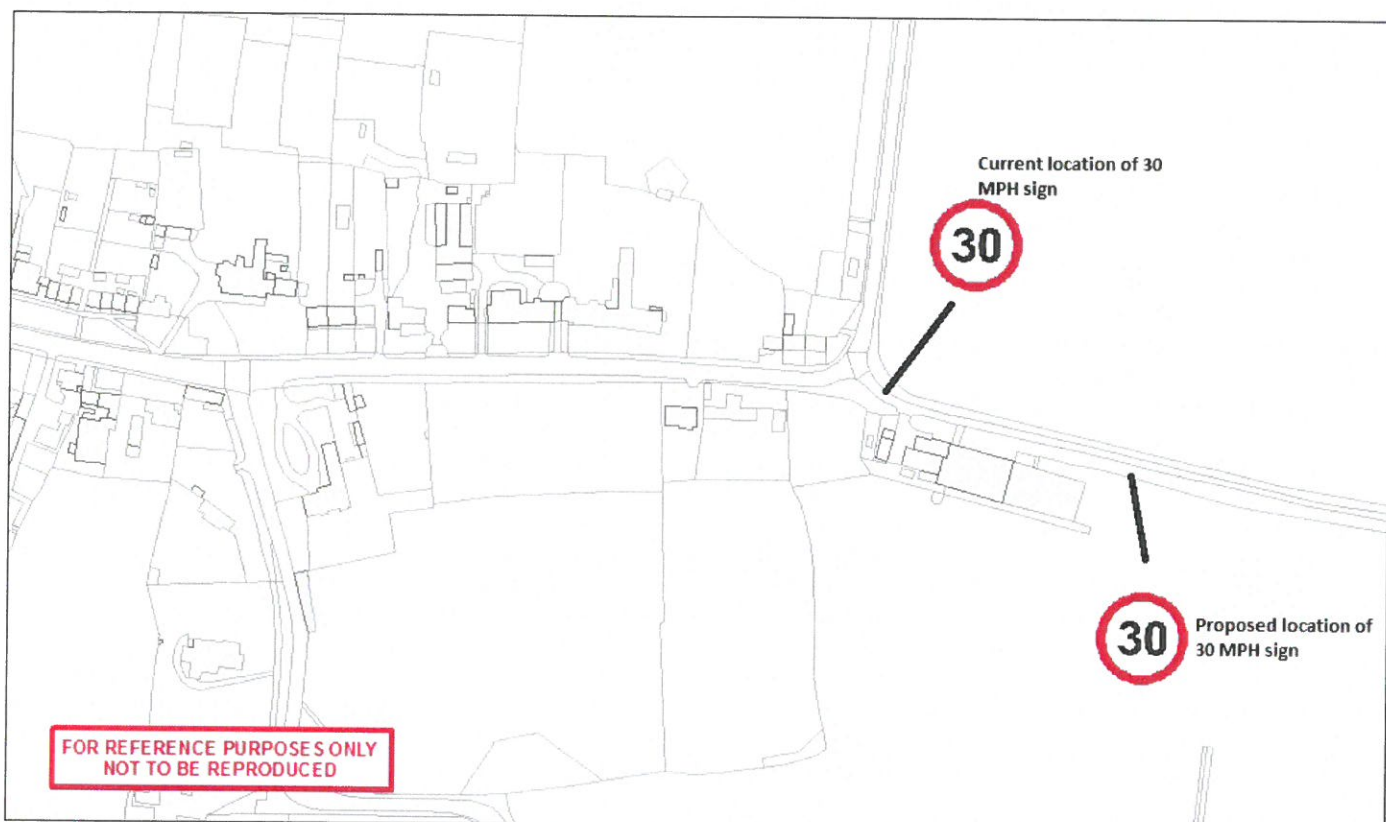 Current location of 30
MPH sign
30
30
Proposed location of
30 MPH sign
FOR REFERENCE PURPOSES ONLY
NOT TO BE REPRODUCED